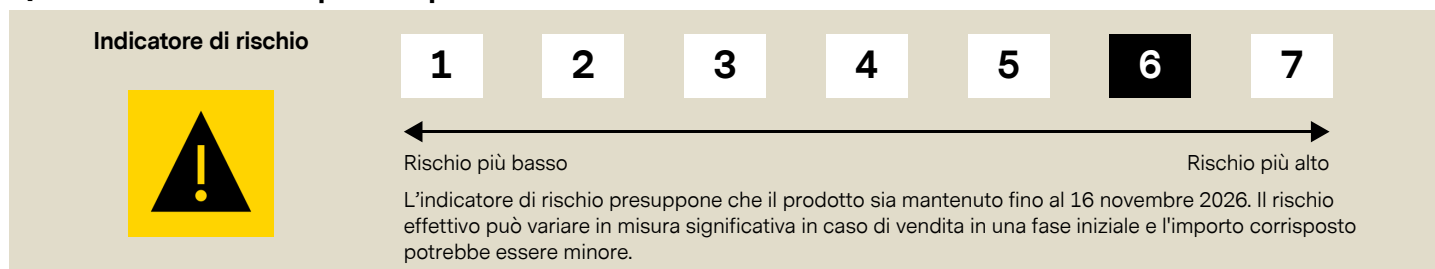 Indicatore di rischio
1 2 3 4 5 6 7
Rischio più basso Rischio più alto
L'indicatore di rischio presuppone che il prodotto sia mantenuto fino al 16 novembre 2026. Il rischio
effettivo può variare in misura significativa in caso di vendita in una fase iniziale e l'importo corrisposto
potrebbe essere minore.